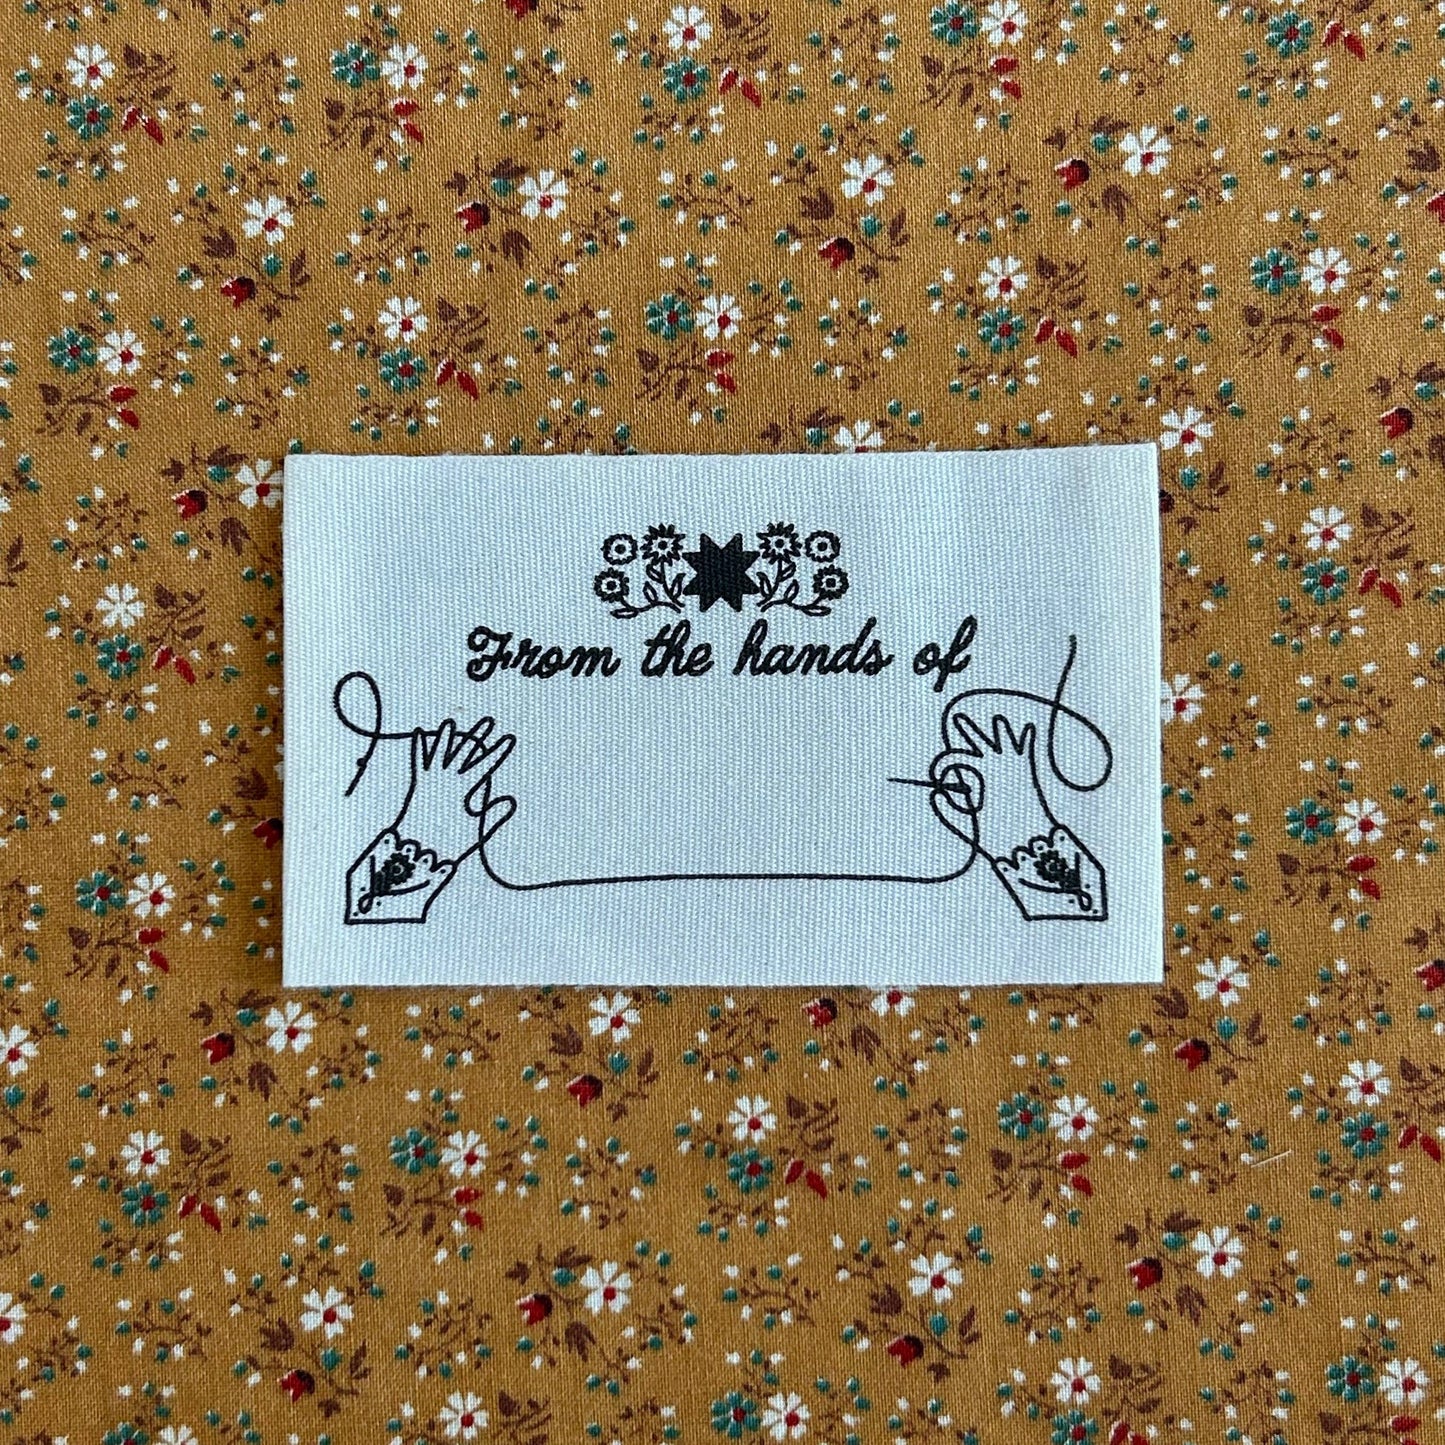 From the hands of